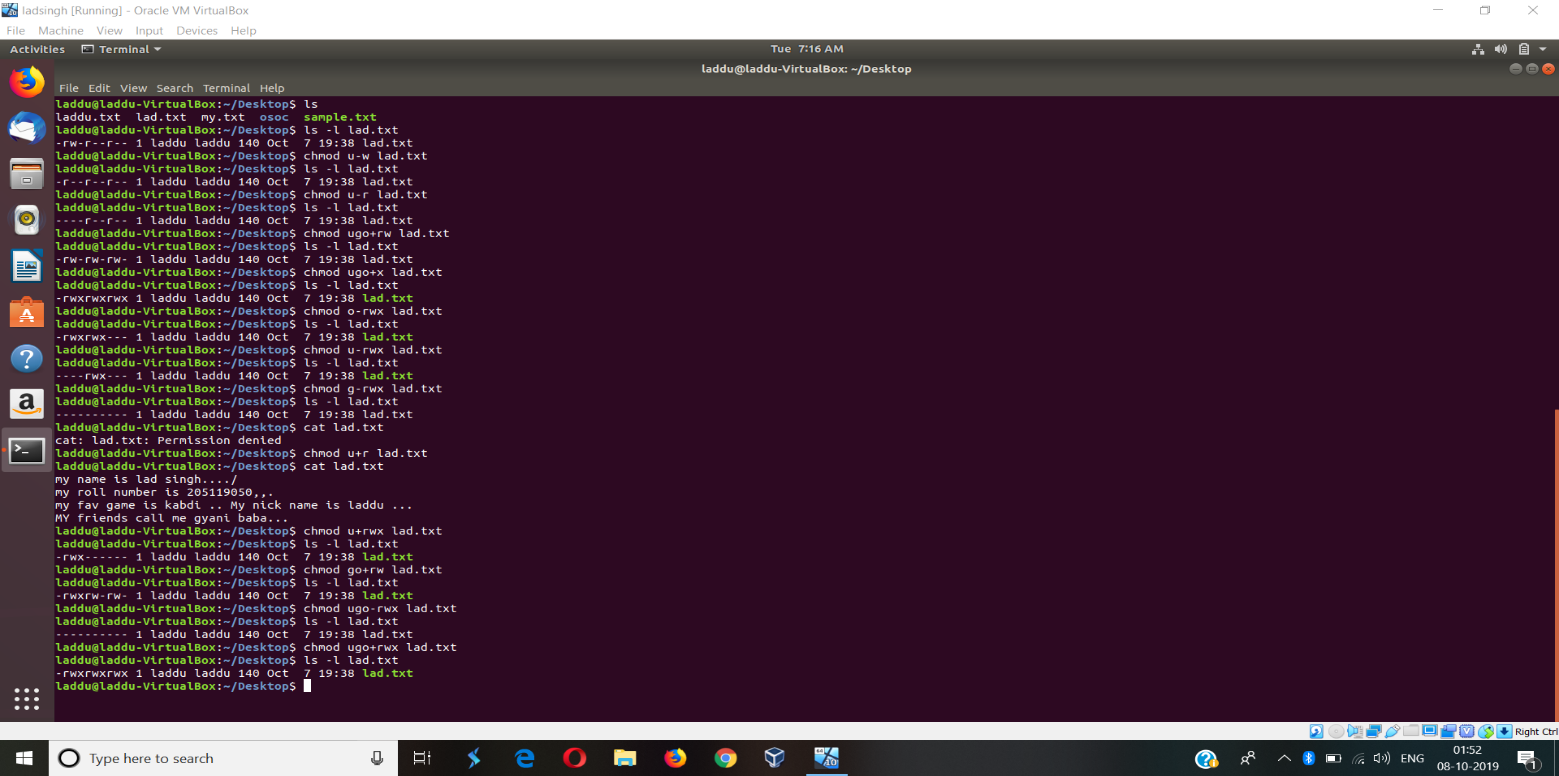 ladsingh [Running] - Oracle VM VirtualBox
File Machine View Input Devices Help
Activities Terminal Tue 7:16 AM
laddu@laddu-VirtualBox: ~/Desktop
File Edit View Search Terminal Help
laddu@laddu-VirtualBox:~/Desktop$ ls
laddu.txt lad.txt my.txt osoc sample.txt
laddu@laddu-VirtualBox:~/Desktop$ ls -l lad.txt
-rw-r--r-- 1 laddu laddu 140 Oct  7 19:38 lad.txt
laddu@laddu-VirtualBox:~/Desktop$ chmod u-w lad.txt
laddu@laddu-VirtualBox:~/Desktop$ ls -l lad.txt
-r--r--r-- 1 laddu laddu 140 Oct  7 19:38 lad.txt
laddu@laddu-VirtualBox:~/Desktop$ chmod u-r lad.txt
laddu@laddu-VirtualBox:~/Desktop$ ls -l lad.txt
----r--r-- 1 laddu laddu 140 Oct  7 19:38 lad.txt
laddu@laddu-VirtualBox:~/Desktop$ chmod ugo+rw lad.txt
laddu@laddu-VirtualBox:~/Desktop$ ls -l lad.txt
-rw-rw-rw- 1 laddu laddu 140 Oct  7 19:38 lad.txt
laddu@laddu-VirtualBox:~/Desktop$ chmod ugo+x lad.txt
laddu@laddu-VirtualBox:~/Desktop$ ls -l lad.txt
-rwxrwxrwx 1 laddu laddu 140 Oct  7 19:38 lad.txt
laddu@laddu-VirtualBox:~/Desktop$ chmod o-rwx lad.txt
laddu@laddu-VirtualBox:~/Desktop$ ls -l lad.txt
-rwxrwx--- 1 laddu laddu 140 Oct  7 19:38 lad.txt
laddu@laddu-VirtualBox:~/Desktop$ chmod u-rwx lad.txt
laddu@laddu-VirtualBox:~/Desktop$ ls -l lad.txt
----rwx--- 1 laddu laddu 140 Oct  7 19:38 lad.txt
laddu@laddu-VirtualBox:~/Desktop$ chmod g-rwx lad.txt
laddu@laddu-VirtualBox:~/Desktop$ ls -l lad.txt
---------- 1 laddu laddu 140 Oct  7 19:38 lad.txt
laddu@laddu-VirtualBox:~/Desktop$ cat lad.txt
cat: lad.txt: Permission denied
laddu@laddu-VirtualBox:~/Desktop$ chmod u+r lad.txt
laddu@laddu-VirtualBox:~/Desktop$ cat lad.txt
my name is lad singh..../
my roll number is 205119050,,.
my fav game is kabdi .. My nick name is laddu ...
MY friends call me gyani baba...
laddu@laddu-VirtualBox:~/Desktop$ chmod u+rwx lad.txt
laddu@laddu-VirtualBox:~/Desktop$ ls -l lad.txt
-rwx------ 1 laddu laddu 140 Oct  7 19:38 lad.txt
laddu@laddu-VirtualBox:~/Desktop$ chmod go+rw lad.txt
laddu@laddu-VirtualBox:~/Desktop$ ls -l lad.txt
-rwxrw-rw- 1 laddu laddu 140 Oct  7 19:38 lad.txt
laddu@laddu-VirtualBox:~/Desktop$ chmod ugo-rwx lad.txt
laddu@laddu-VirtualBox:~/Desktop$ ls -l lad.txt
---------- 1 laddu laddu 140 Oct  7 19:38 lad.txt
laddu@laddu-VirtualBox:~/Desktop$ chmod ugo+rwx lad.txt
laddu@laddu-VirtualBox:~/Desktop$ ls -l lad.txt
-rwxrwxrwx 1 laddu laddu 140 Oct  7 19:38 lad.txt
laddu@laddu-VirtualBox:~/Desktop$
Right Ctrl
Type here to search
ENG
01:52
08-10-2019
1